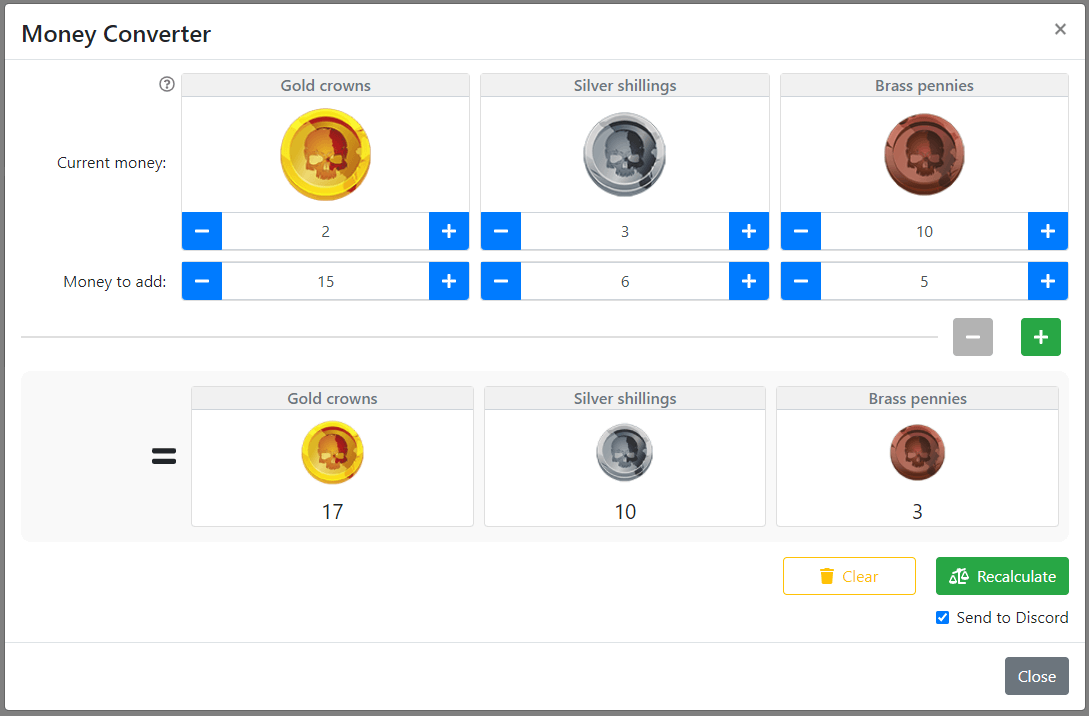 Money Converter
×
Gold crowns Silver shillings Brass pennies
Current money:
2 3 10
Money to add: 15 6 5
Gold crowns Silver shillings Brass pennies
=
17 10 3
Clear Recalculate
Send to Discord
Close